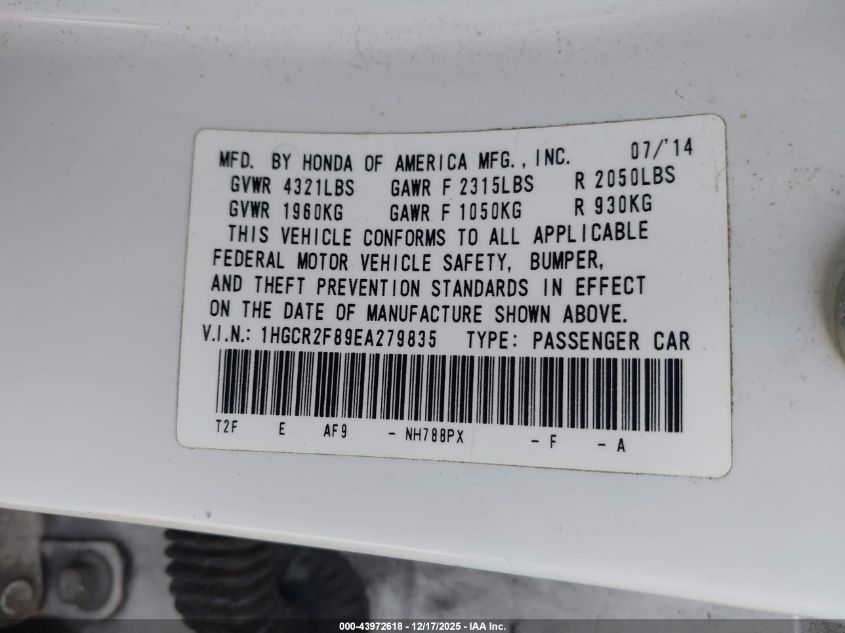 MFD. BY HONDA OF AMERICA MFG., INC. 07/'14
GVWR 4321LBS GAWR F 2315LBS R 2050LBS
GVWR 1960KG GAWR F 1050KG R 930KG
THIS VEHICLE CONFORMS TO ALL APPLICABLE
FEDERAL MOTOR VEHICLE SAFETY, BUMPER,
AND THEFT PREVENTION STANDARDS IN EFFECT
ON THE DATE OF MANUFACTURE SHOWN ABOVE.
V.I.N.: 1HGCR2F89EA279835 TYPE: PASSENGER CAR
T2F E AF9 - NH788PX - F - A
000-43972618 - 12/17/2025 - IAA Inc.